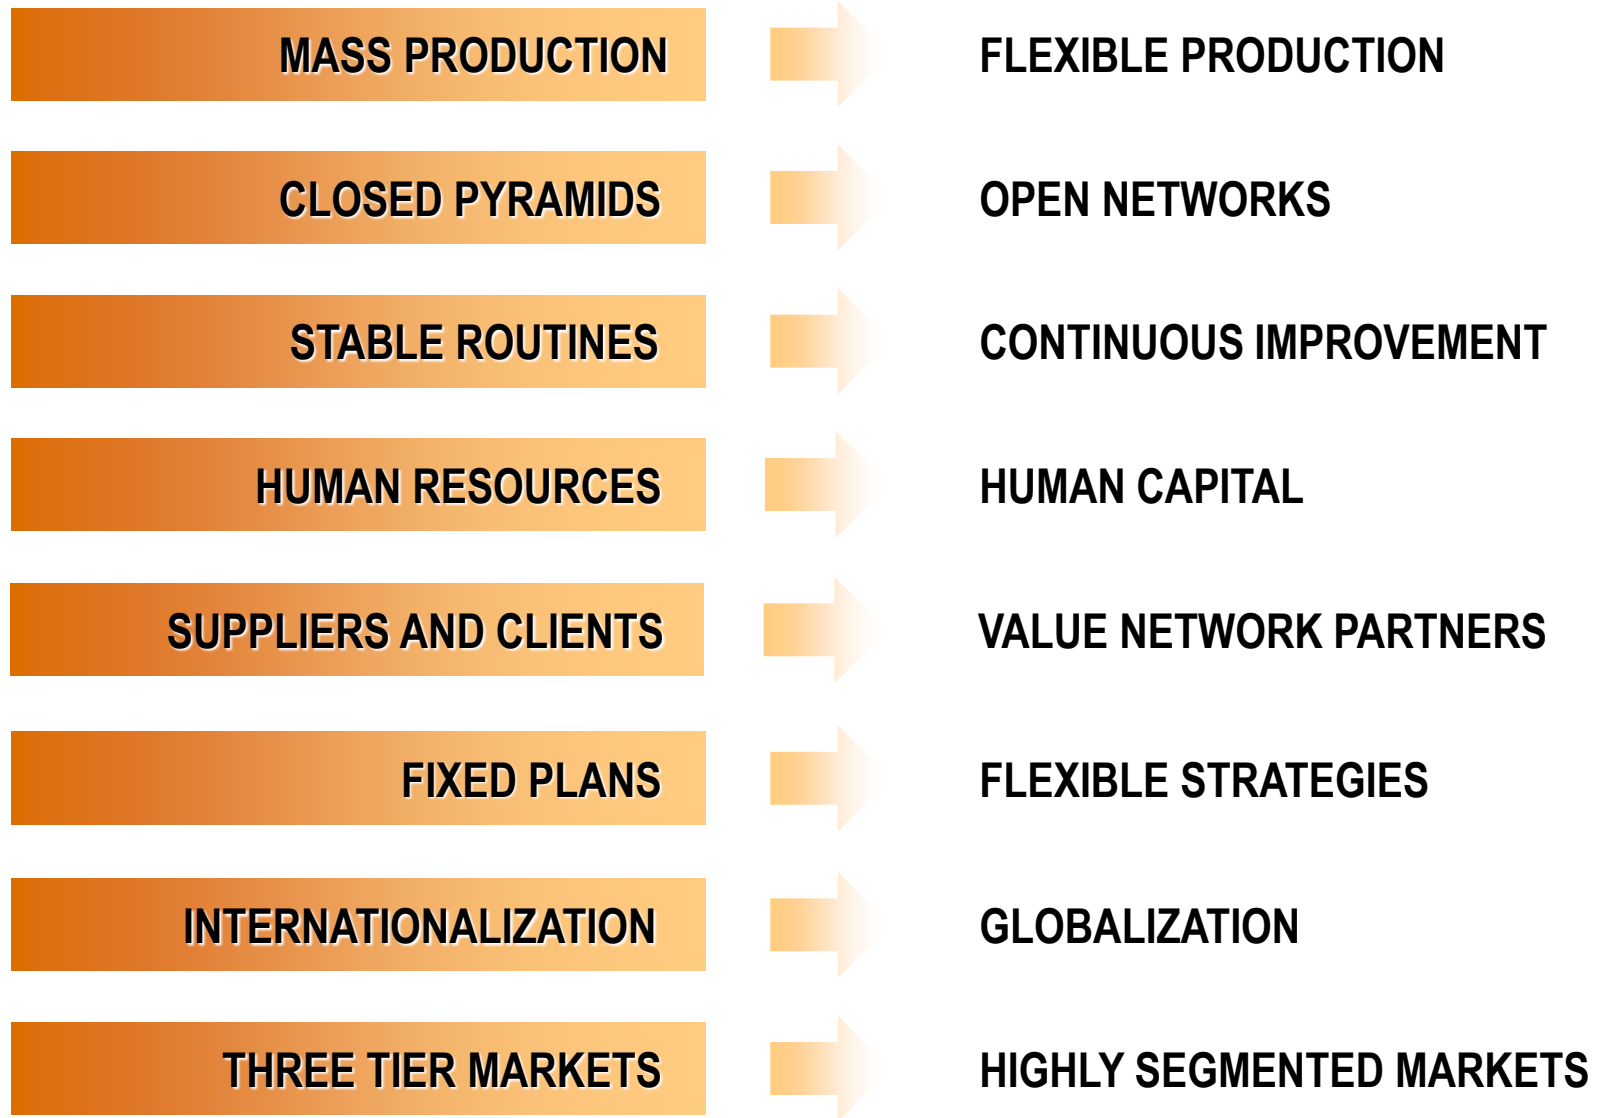 MASS PRODUCTION
FLEXIBLE PRODUCTION
CLOSED PYRAMIDS
OPEN NETWORKS
STABLE ROUTINES
CONTINUOUS IMPROVEMENT
HUMAN RESOURCES
HUMAN CAPITAL
SUPPLIERS AND CLIENTS
VALUE NETWORK PARTNERS
FIXED PLANS
FLEXIBLE STRATEGIES
INTERNATIONALIZATION
GLOBALIZATION
THREE TIER MARKETS
HIGHLY SEGMENTED MARKETS